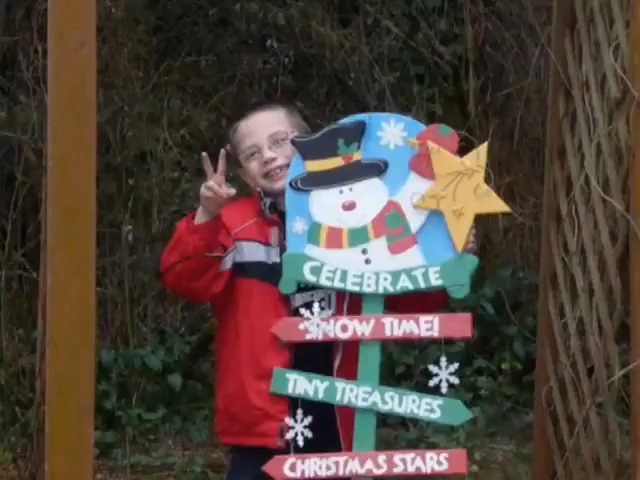 CELEBRATE
SNOW TIME!
TINY TREASURES
CHRISTMAS STARS